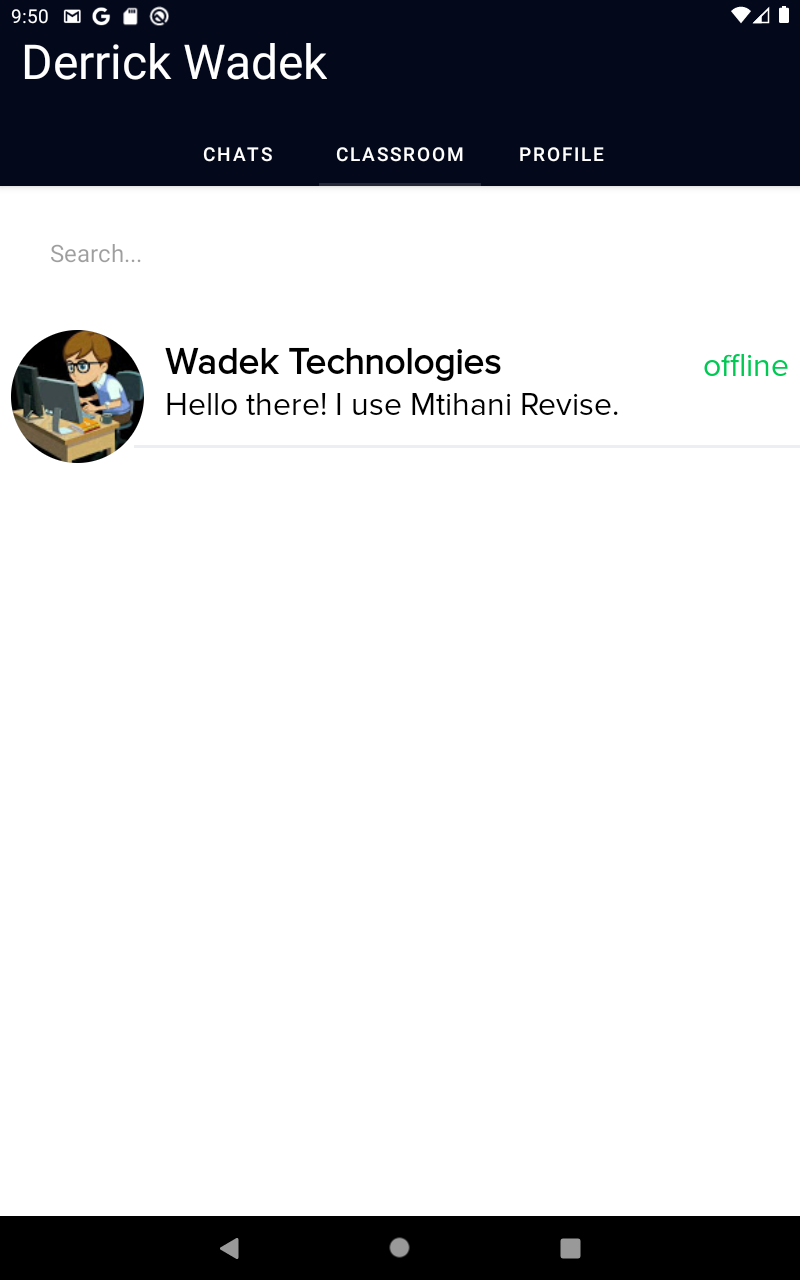 9:50
Derrick Wadek
CHATS CLASSROOM PROFILE
Search...
Wadek Technologies
offline
Hello there! I use Mtihani Revise.